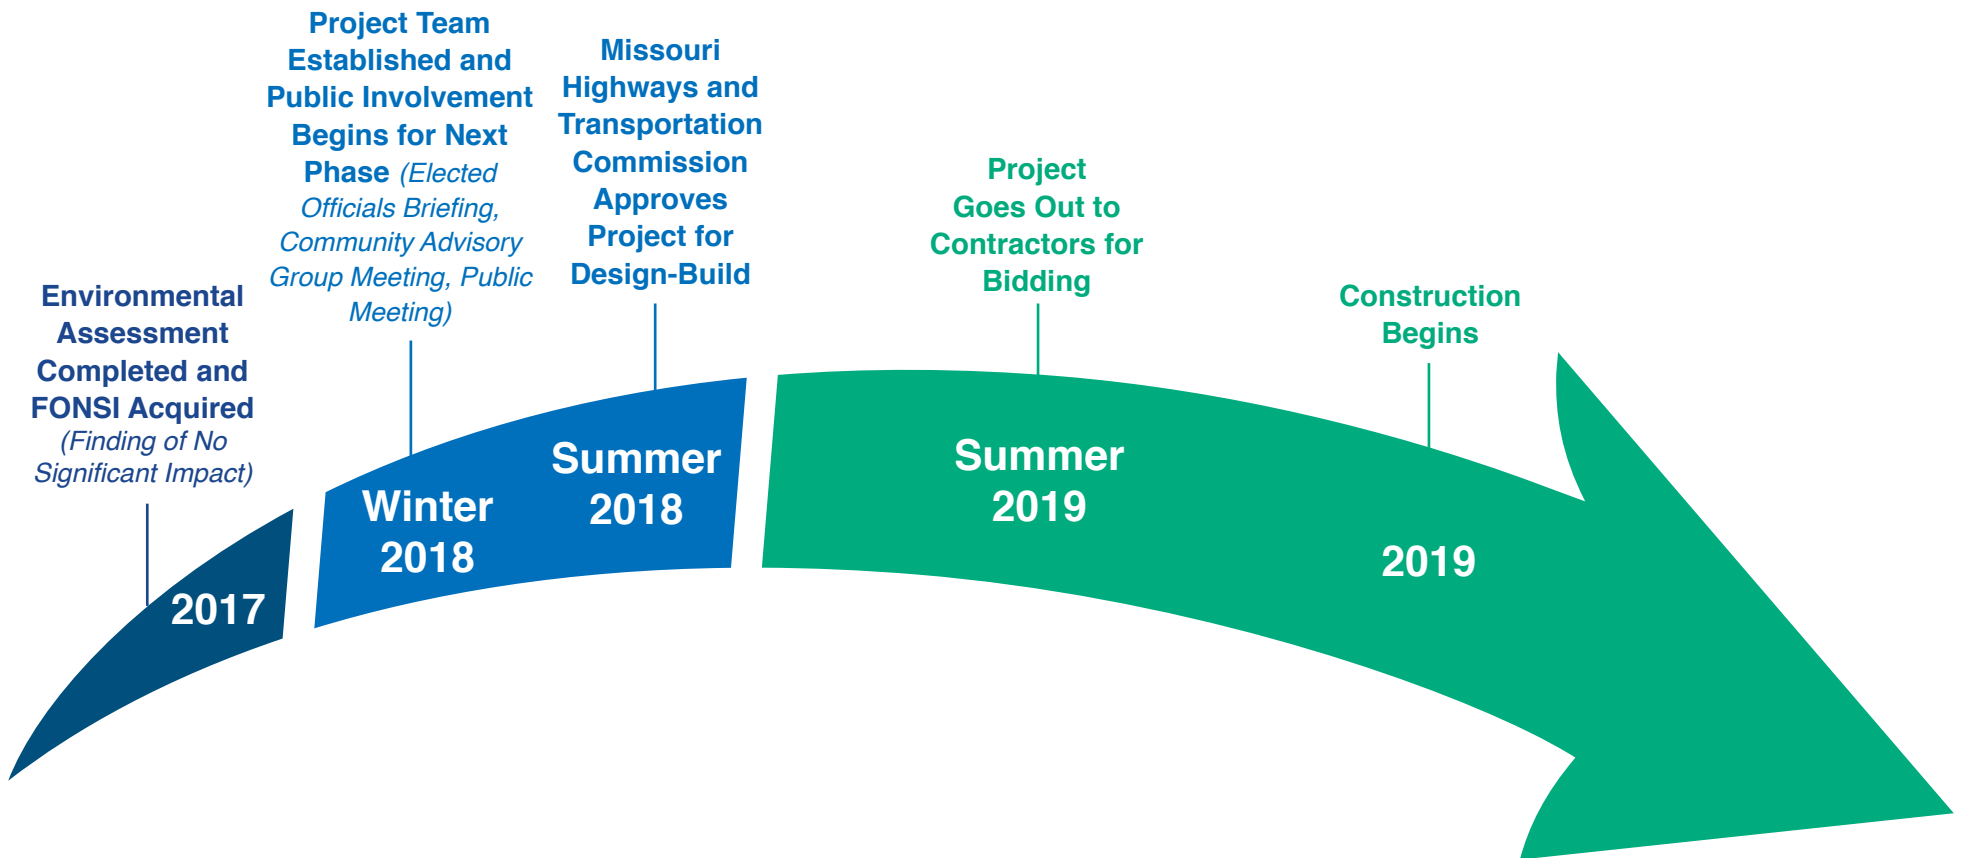 Environmental
Assessment
Completed and
FONSI Acquired
(Finding of No
Significant Impact)
2017
Project Team
Established and
Public Involvement
Begins for Next
Phase (Elected
Officials Briefing,
Community Advisory
Group Meeting, Public
Meeting)
Winter
2018
Missouri
Highways and
Transportation
Commission
Approves
Project for
Design-Build
Summer
2018
Project
Goes Out to
Contractors for
Bidding
Summer
2019
Construction
Begins
2019